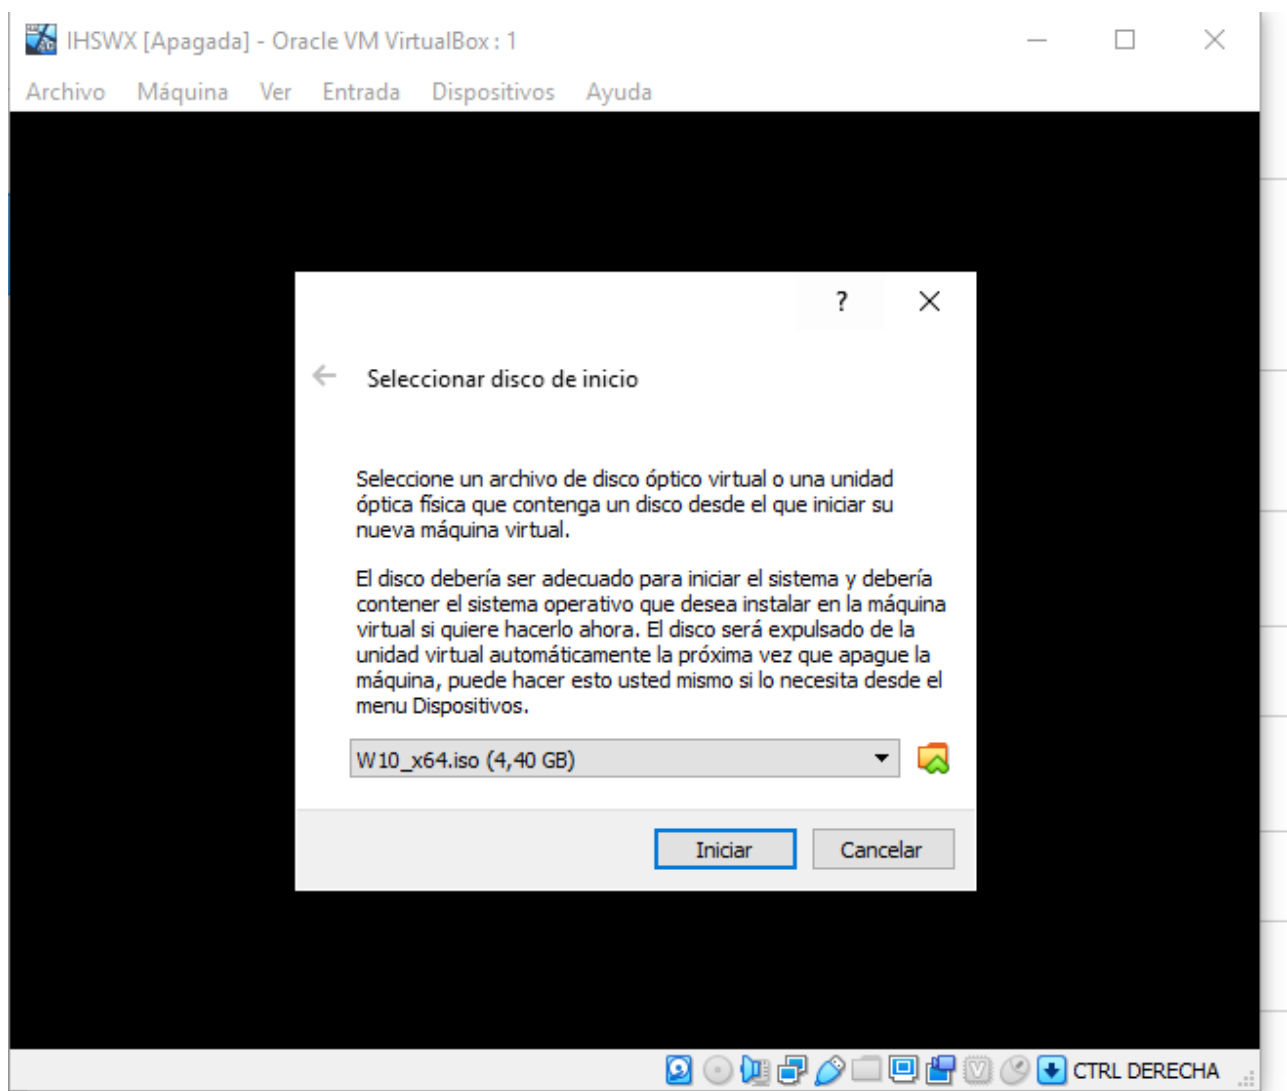 IHSWX [Apagada] - Oracle VM VirtualBox : 1
Archivo Máquina Ver Entrada Dispositivos Ayuda
?
Seleccionar disco de inicio
Seleccione un archivo de disco óptico virtual o una unidad
óptica física que contenga un disco desde el que iniciar su
nueva máquina virtual.
El disco debería ser adecuado para iniciar el sistema y debería
contener el sistema operativo que desea instalar en la máquina
virtual si quiere hacerlo ahora. El disco será expulsado de la
unidad virtual automáticamente la próxima vez que apague la
máquina, puede hacer esto usted mismo si lo necesita desde el
menu Dispositivos.
W10_x64.iso (4,40 GB)
Iniciar Cancelar
CTRL DERECHA